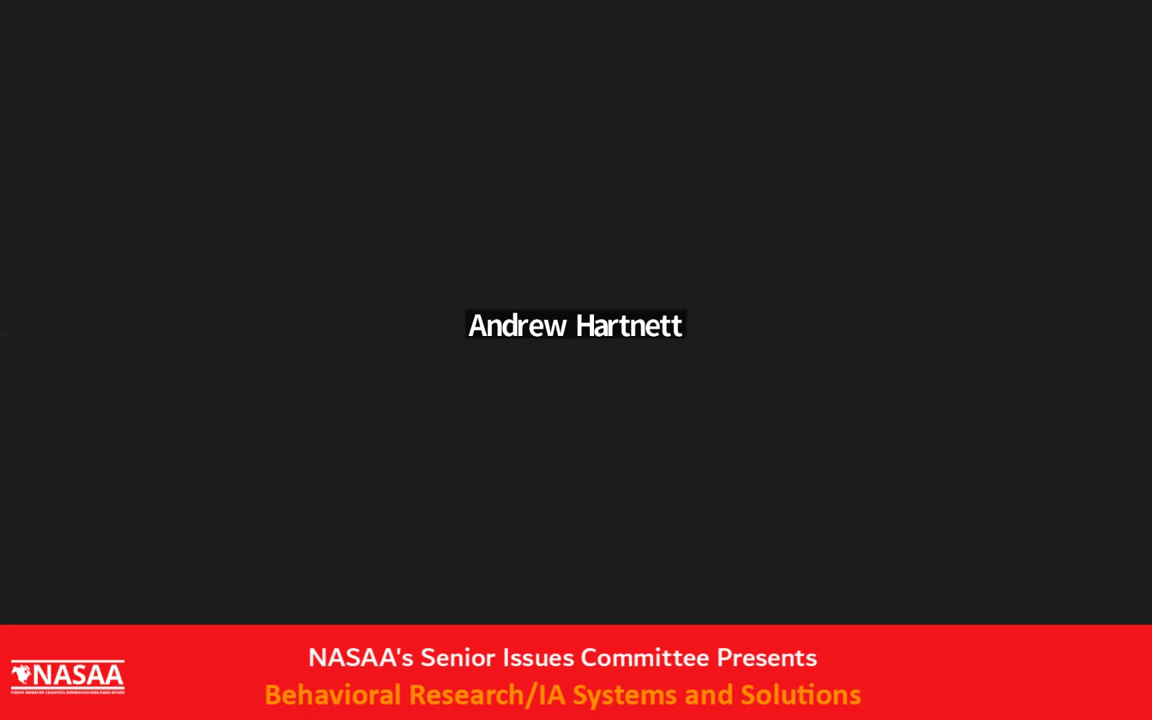 Andrew Hartnett
NASAA's Senior Issues Committee Presents
NASAA
Behavioral Research/IA Systems and Solutions